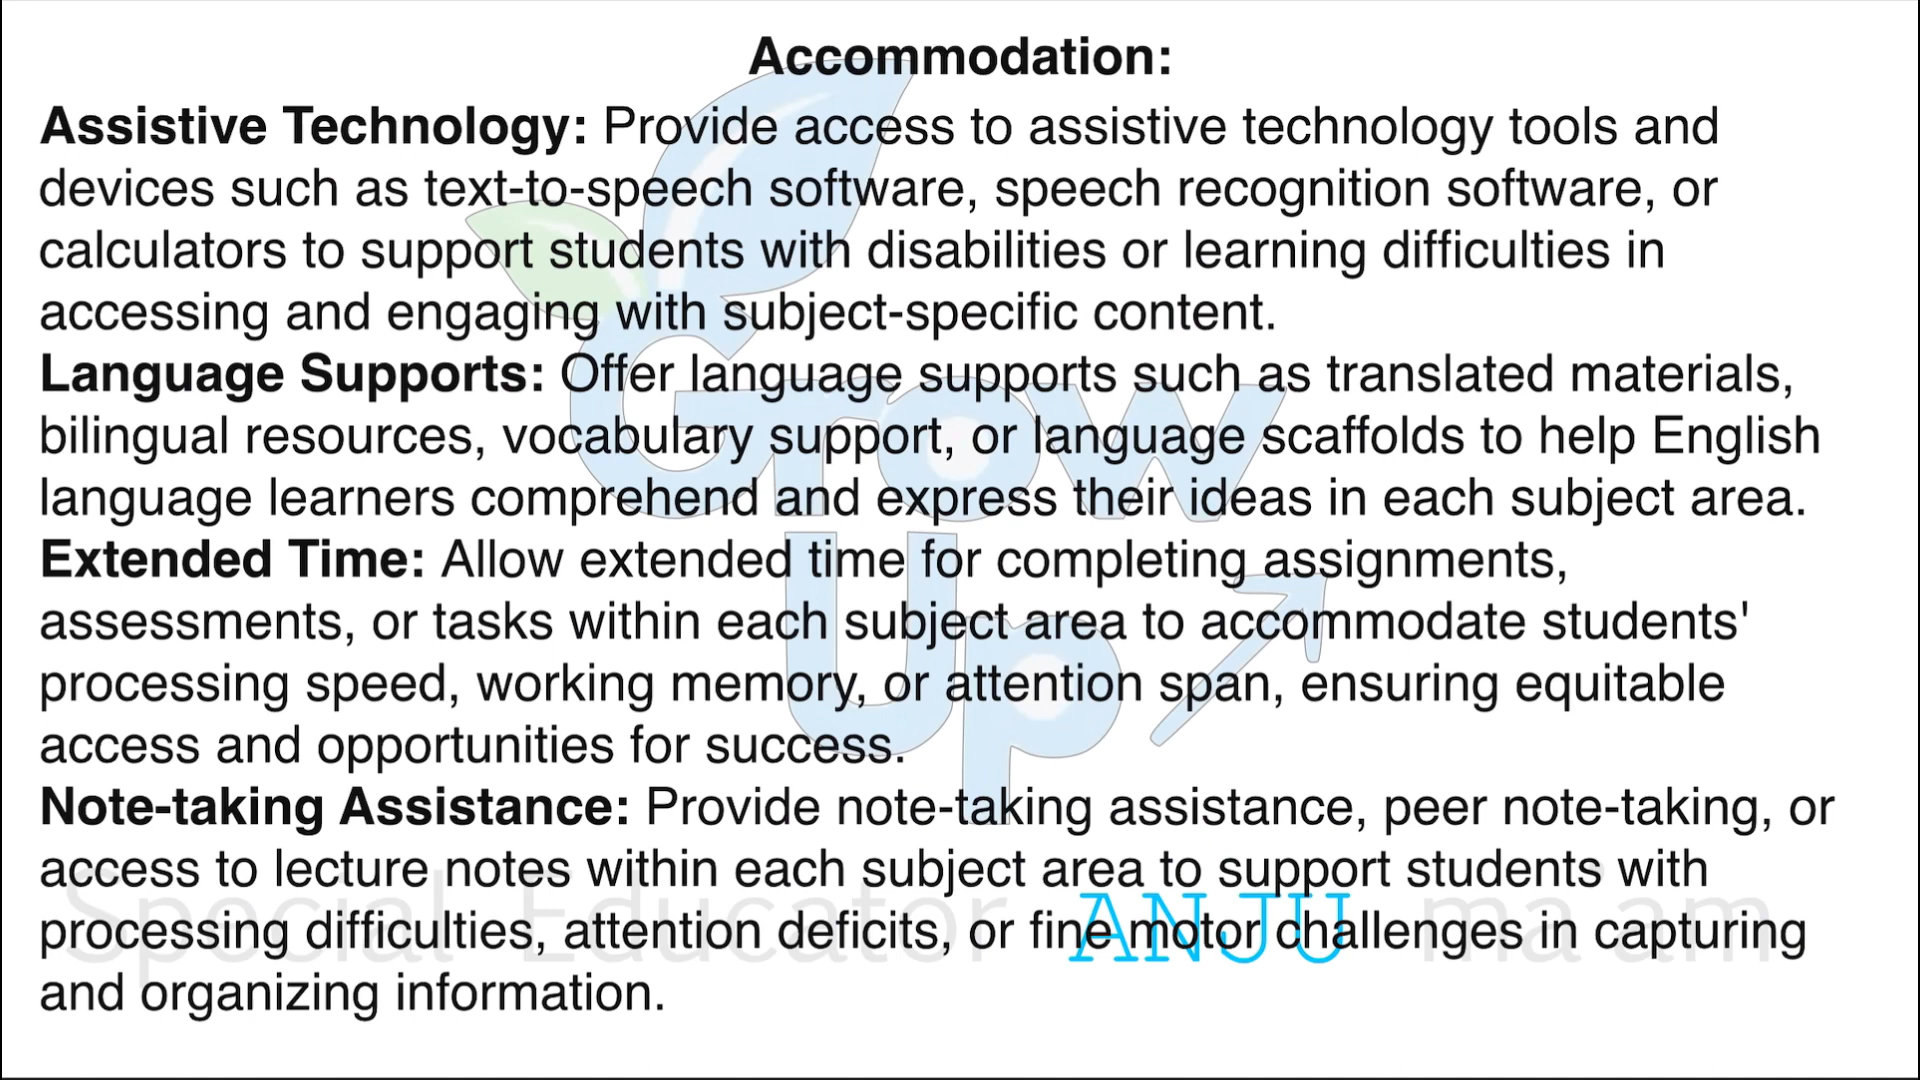 Accommodation:
Assistive Technology: Provide access to assistive technology tools and
devices such as text-to-speech software, speech recognition software, or
calculators to support students with disabilities or learning difficulties in
accessing and engaging with subject-specific content.
Language Supports: Offer language supports such as translated materials,
bilingual resources, vocabulary support, or language scaffolds to help English
language learners comprehend and express their ideas in each subject area.
Extended Time: Allow extended time for completing assignments,
assessments, or tasks within each subject area to accommodate students'
processing speed, working memory, or attention span, ensuring equitable
access and opportunities for success.
Note-taking Assistance: Provide note-taking assistance, peer note-taking, or
access to lecture notes within each subject area to support students with
processing difficulties, attention deficits, or fine motor challenges in capturing
and organizing information.
Grow
Up
Special Educator ANJU ma'am